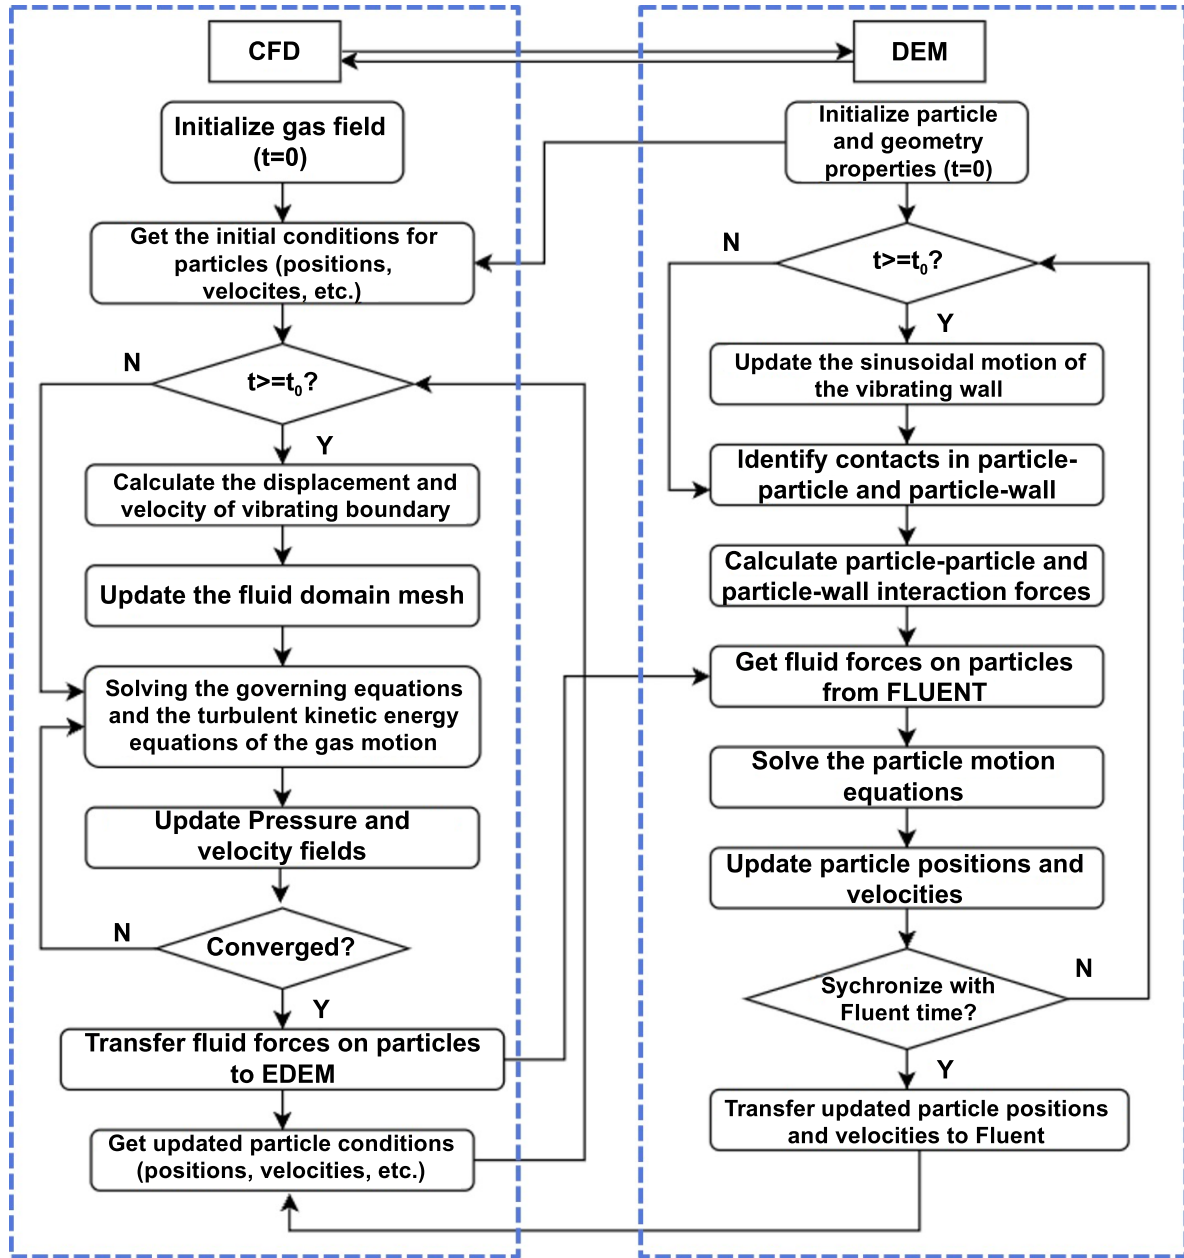 CFD
Initialize gas field
(t=0)
Get the initial conditions for
particles (positions,
velocites, etc.)
N
t>=t₀?
Y
Calculate the displacement and
velocity of vibrating boundary
Update the fluid domain mesh
Solving the governing equations
and the turbulent kinetic energy
equations of the gas motion
Update Pressure and
velocity fields
N
Converged?
Y
Transfer fluid forces on particles
to EDEM
Get updated particle conditions
(positions, velocities, etc.)
DEM
Initialize particle
and geometry
properties (t=0)
N
t>=t₀?
Y
Update the sinusoidal motion of
the vibrating wall
Identify contacts in particle-
particle and particle-wall
Calculate particle-particle and
particle-wall interaction forces
Get fluid forces on particles
from FLUENT
Solve the particle motion
equations
Update particle positions and
velocities
N
Sychronize with
Fluent time?
Y
Transfer updated particle positions
and velocities to Fluent